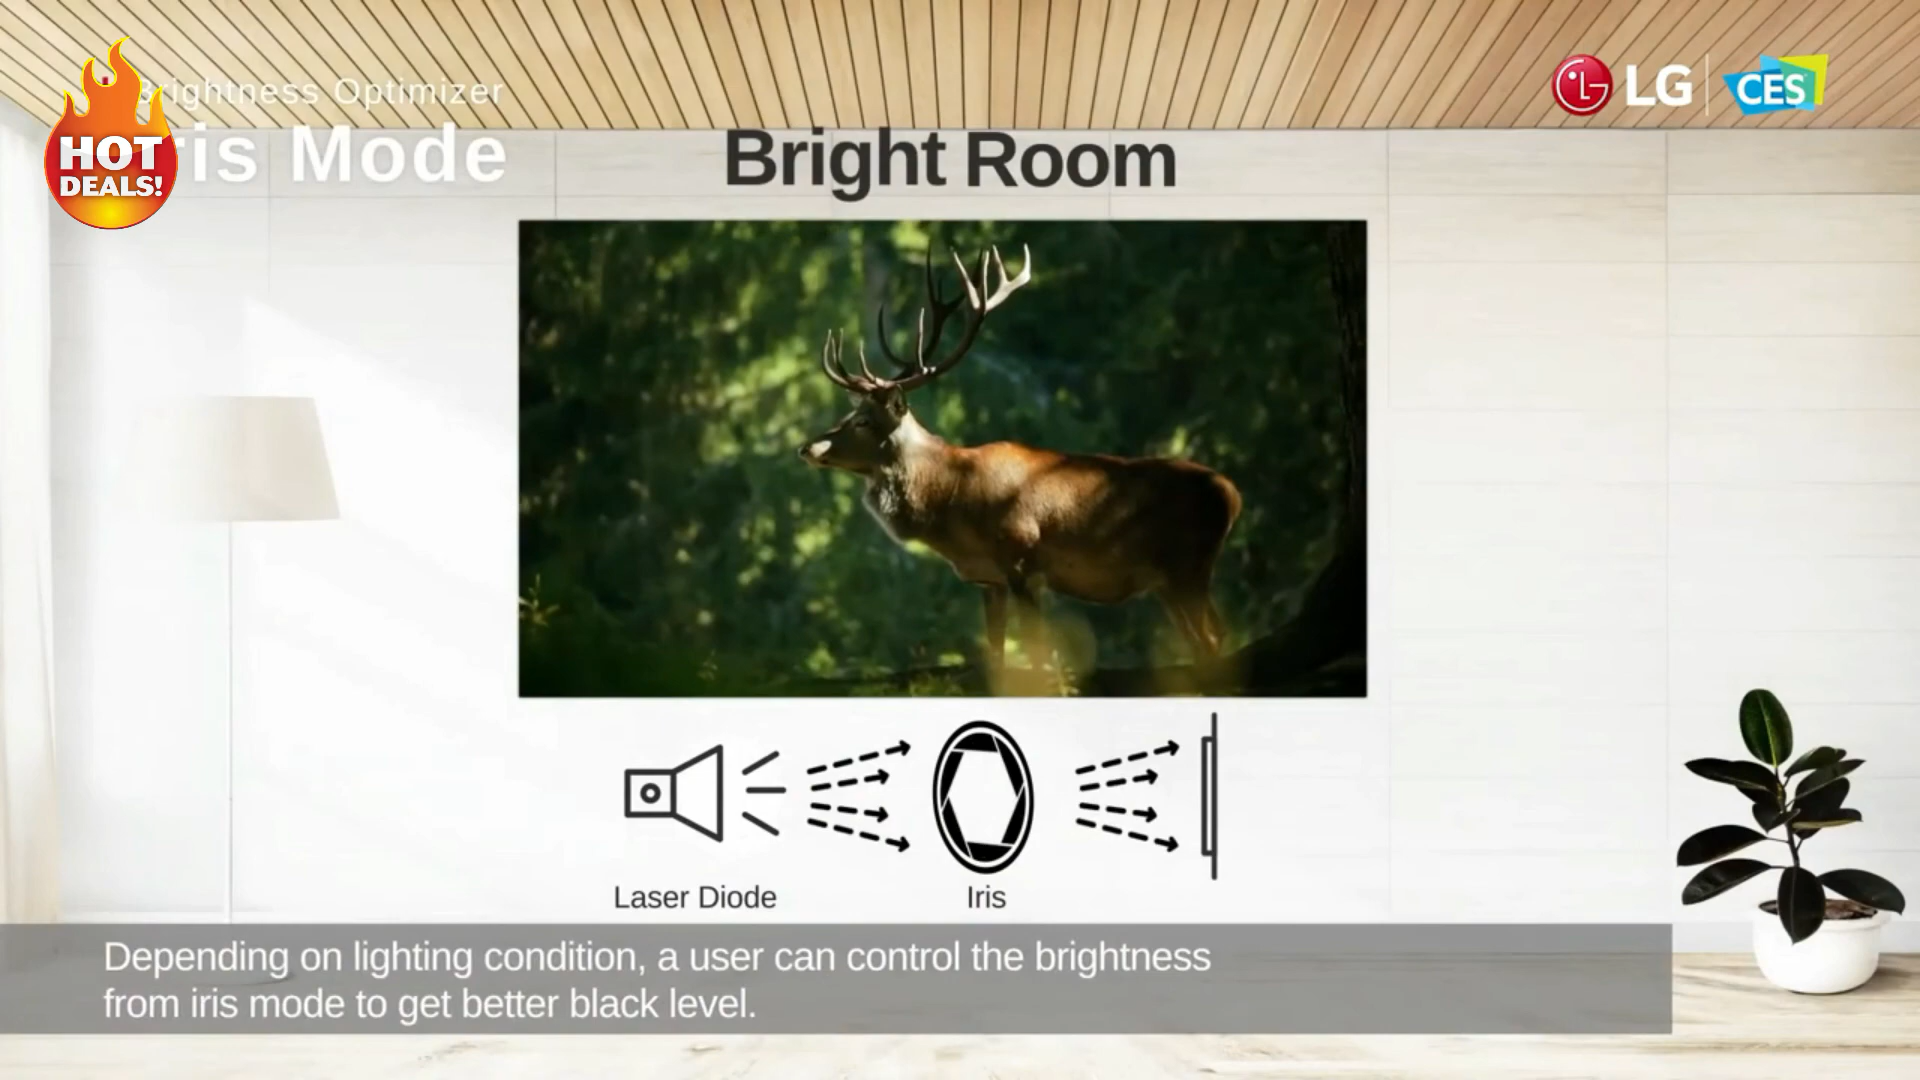 Brightness Optimizer
Iris Mode
HOT
DEALS!
Bright Room
LG
CES
Laser Diode
Iris
Depending on lighting condition, a user can control the brightness
from iris mode to get better black level.